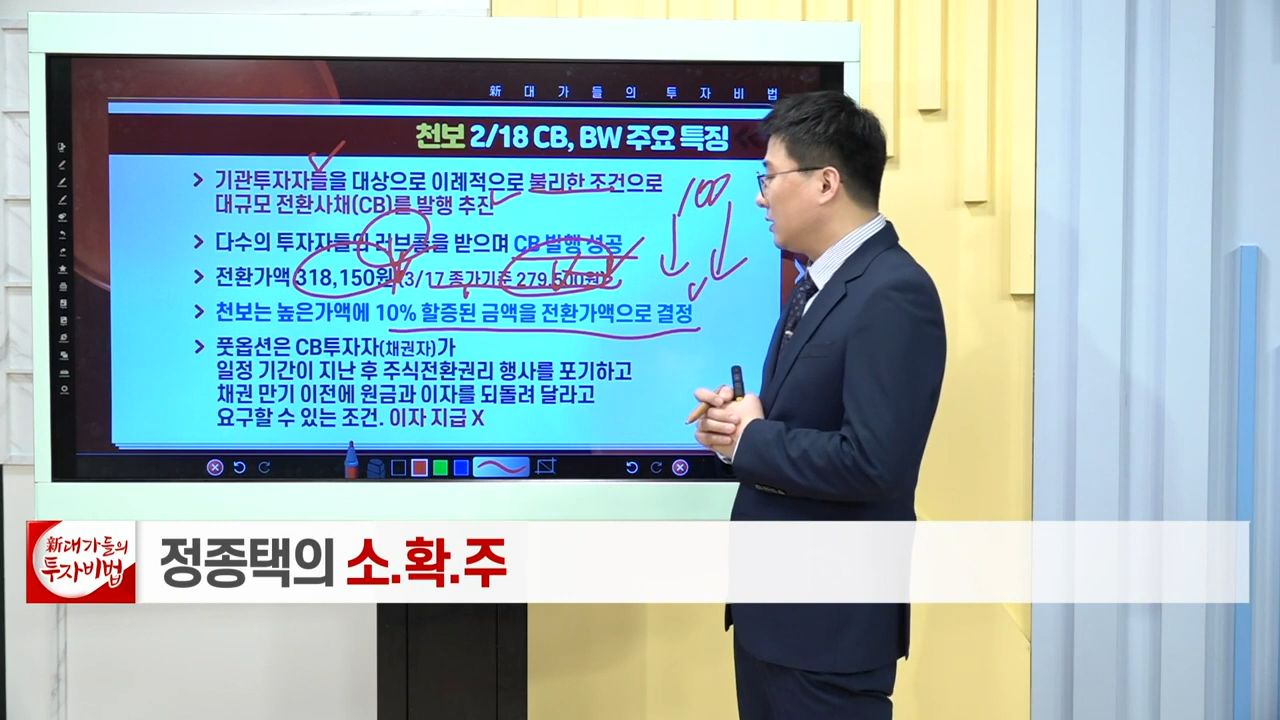 新 대 가 들 의 투 자 비 법
천보 2/18 CB, BW 주요 특징
> 기관투자자들을 대상으로 이례적으로 불리한 조건으로
대규모 전환사채(CB)를 발행 추진
> 다수의 투자자들의 러브콜을 받으며 CB 발행 성공
> 전환가액 318,150원 (3/17 종가기준 279,500원)
> 천보는 높은가액에 10% 할증된 금액을 전환가액으로 결정
> 풋옵션은 CB투자자(채권자)가
일정 기간이 지난 후 주식전환권리 행사를 포기하고
채권 만기 이전에 원금과 이자를 되돌려 달라고
요구할 수 있는 조건. 이자 지급 X
100
新대가들의
투자비법
정종택의 소.확.주